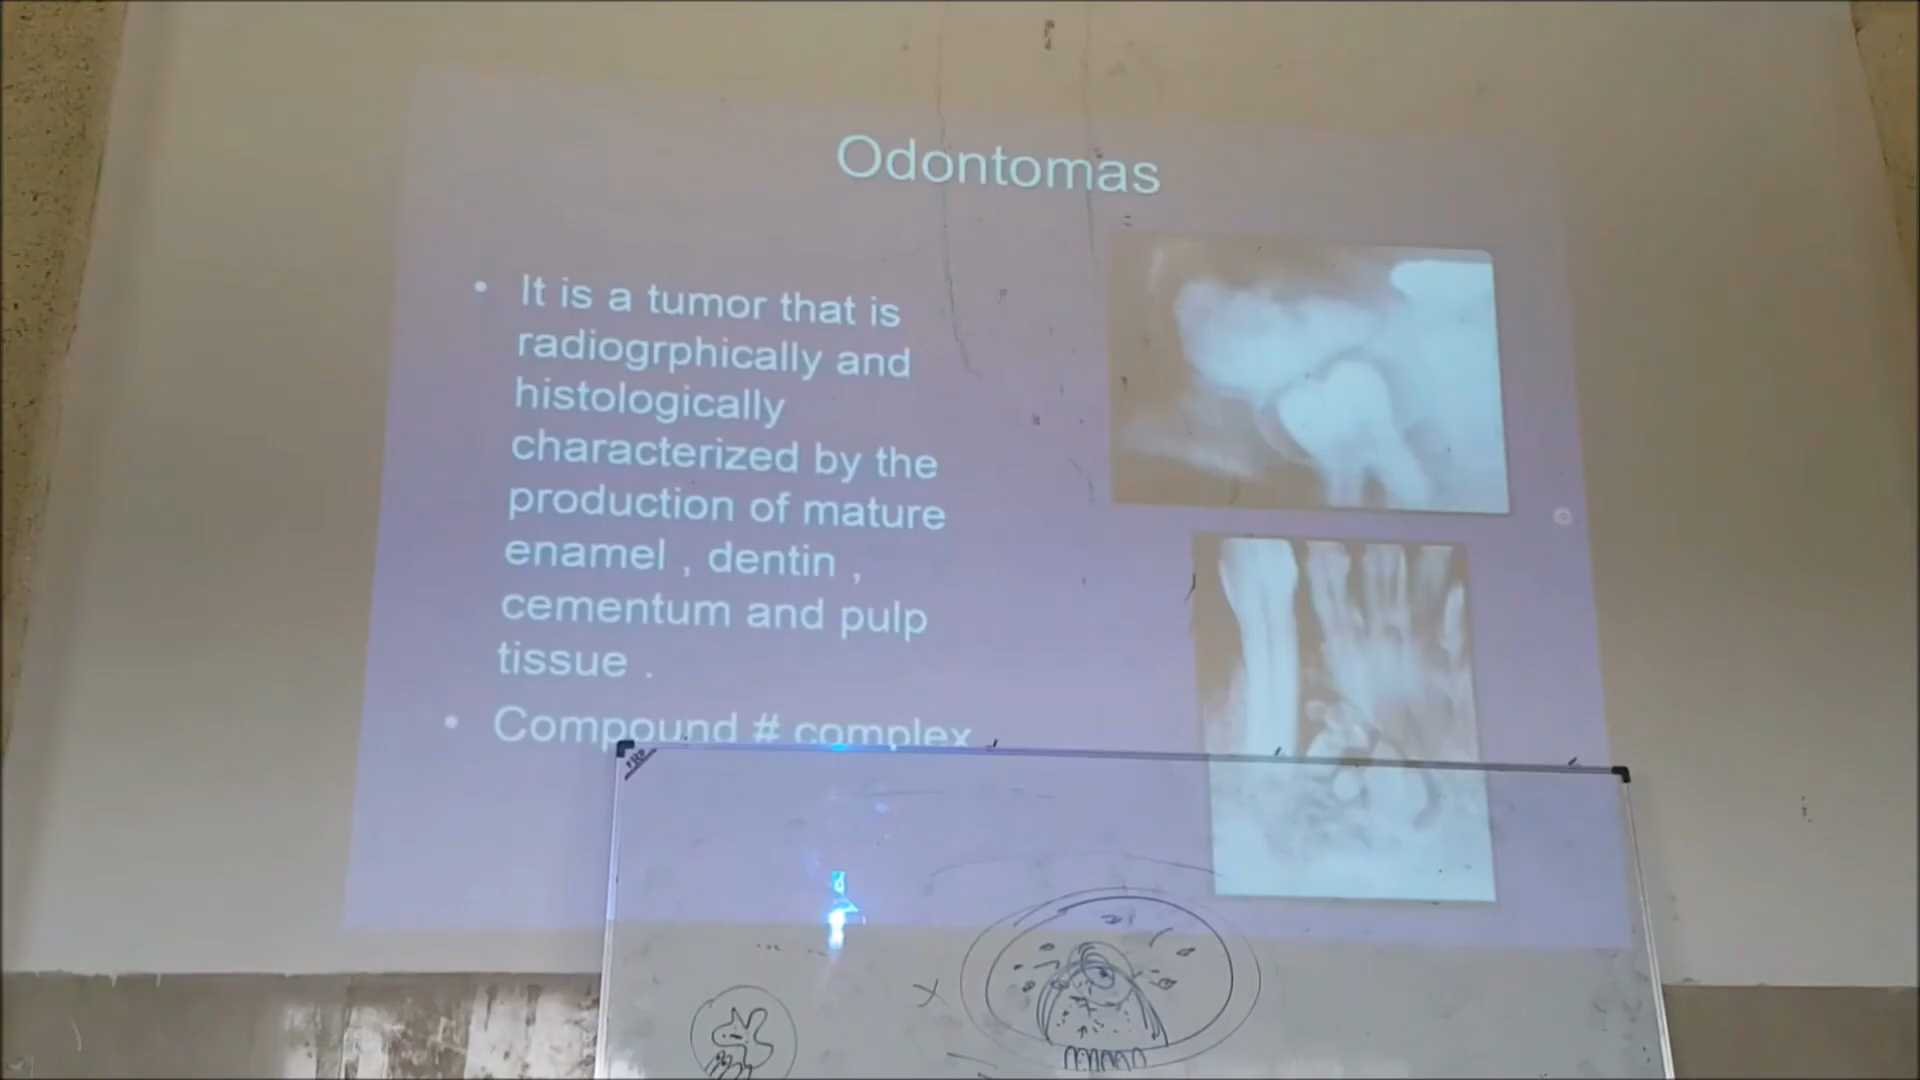 Odontomas
• It is a tumor that is
radiogrphically and
histologically
characterized by the
production of mature
enamel , dentin ,
cementum and pulp
tissue .
• Compound # complex